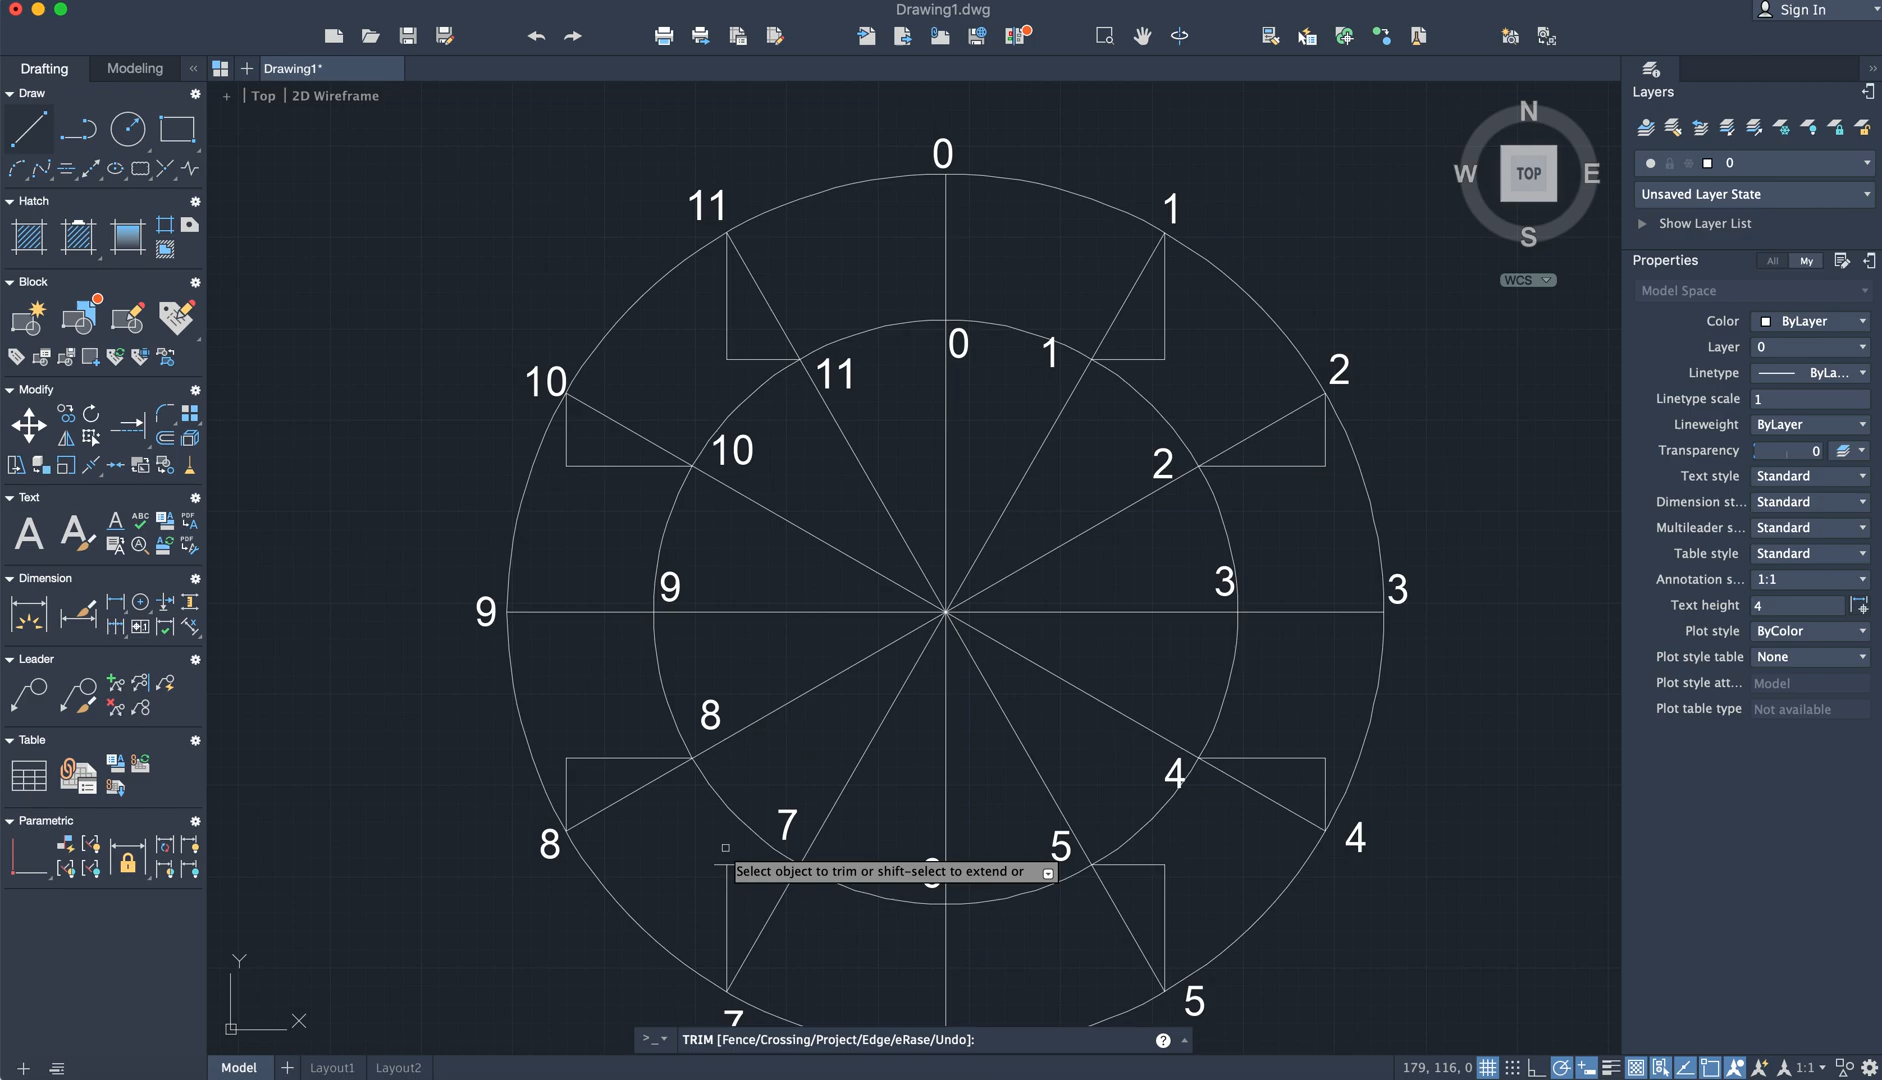 Drawing1.dwg
Sign In
Drafting
Modeling
Drawing1*
Draw
+ | Top | 2D Wireframe
Hatch
Block
Modify
Text
A
A
A
ABC
PDF
A
A
PDF
Dimension
Leader
Table
Parametric
0
11
1
0
1
11
10
2
10
2
9
3
9
3
8
4
7
5
8
4
7
5
Select object to trim or shift-select to extend or
>_ TRIM [Fence/Crossing/Project/Edge/eRase/Undo]:
?
Y
X
N
W
TOP
E
S
WCS
Layers
0
Unsaved Layer State
Show Layer List
Properties
All
My
Model Space
Color ByLayer
Layer 0
Linetype ByLa...
Linetype scale 1
Lineweight ByLayer
Transparency 0
Text style Standard
Dimension st... Standard
Multileader s... Standard
Table style Standard
Annotation s... 1:1
Text height 4
Plot style ByColor
Plot style table None
Plot style att... Model
Plot table type Not available
Model
Layout1
Layout2
179, 116, 0
1:1